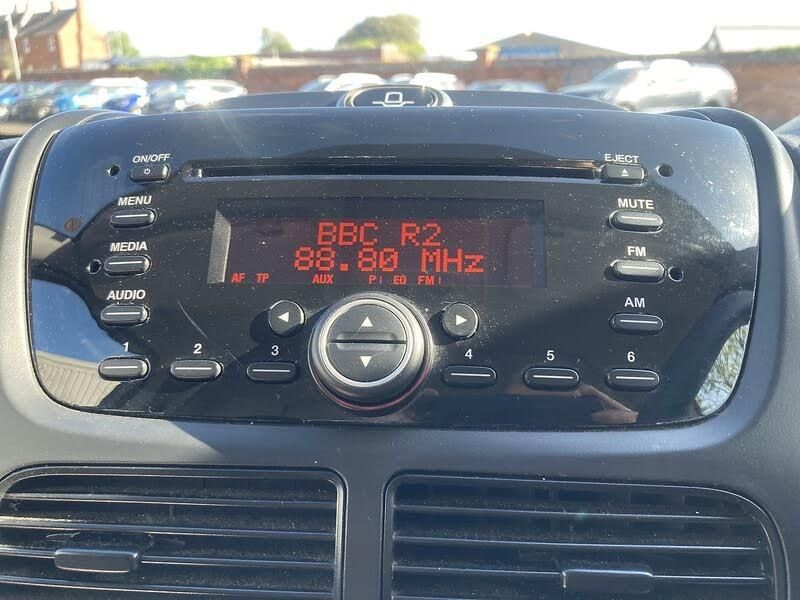 ON/OFF
EJECT
MENU
MUTE
MEDIA
FM
AUDIO
AM
BBC R2
88.80 MHz
AF TP AUX P EQ FM
1 2 3 4 5 6